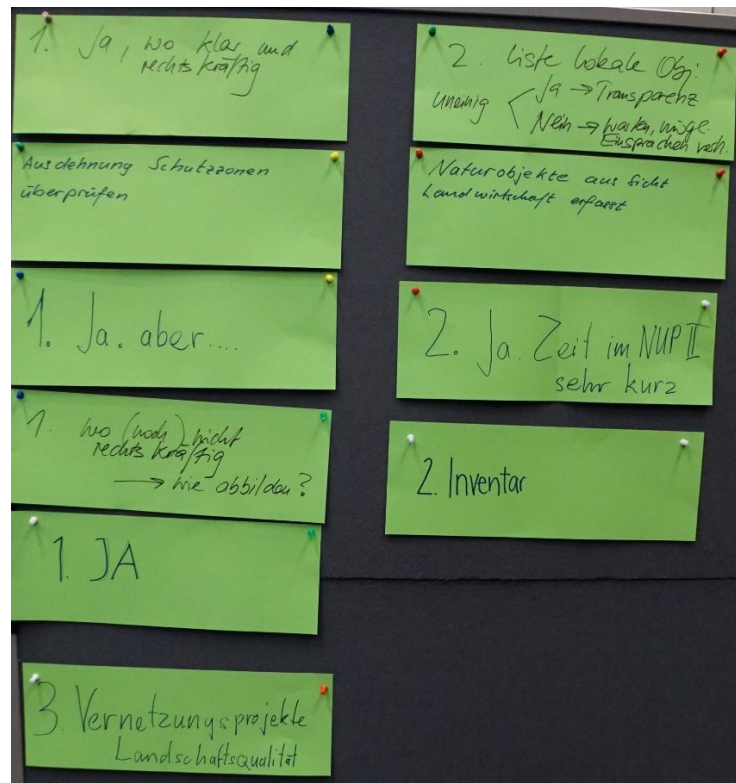 1. Ja, wo klar und
rechtskräftig
Ausdehnung Schutzzonen
überprüfen
1. Ja. aber....
1. wo (noch) nicht
rechtskräftig
→ wie abbilden?
1. JA
3. Vernetzungsprojekte
Landschaftsqualität
2. Liste lokale Obj.
uneinig
Ja → Transparenz
Nein → warten, mögl.
Einsprachen
Naturobjekte aus Sicht
Landwirtschaft erfasst
2. Ja. Zeit im NUP II
sehr kurz
2. Inventar